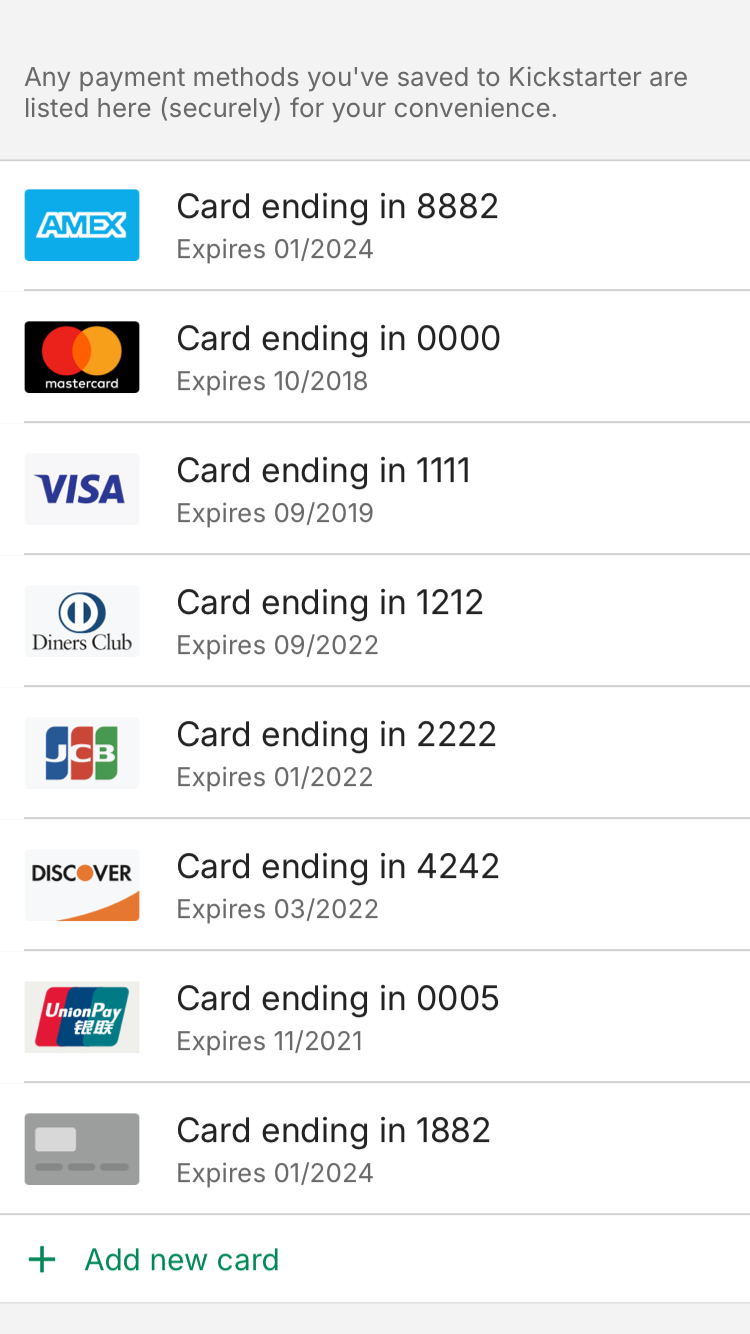 Any payment methods you've saved to Kickstarter are
listed here (securely) for your convenience.
AMEX
Card ending in 8882
Expires 01/2024
mastercard
Card ending in 0000
Expires 10/2018
VISA
Card ending in 1111
Expires 09/2019
Diners Club
Card ending in 1212
Expires 09/2022
JCB
Card ending in 2222
Expires 01/2022
DISCOVER
Card ending in 4242
Expires 03/2022
UnionPay
银联
Card ending in 0005
Expires 11/2021
Card ending in 1882
Expires 01/2024
+ Add new card